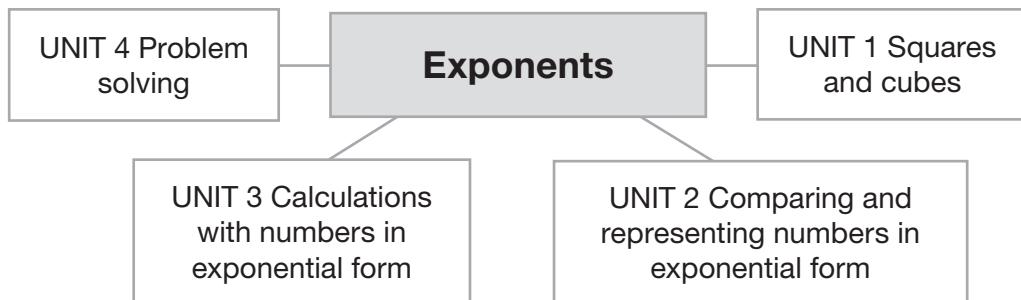 Exponents
UNIT 1 Squares
and cubes
UNIT 2 Comparing and
representing numbers in
exponential form
UNIT 3 Calculations
with numbers in
exponential form
UNIT 4 Problem
solving